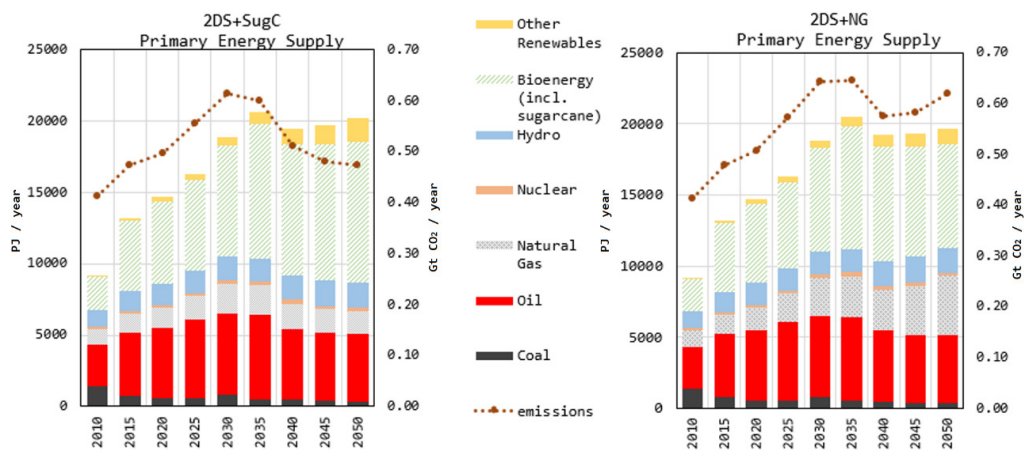 2DS+SugC
Primary Energy Supply
25000
20000
15000
10000
5000
0
PJ / year
0.70
0.60
0.50
0.40
0.30
0.20
0.10
0.00
Gt CO₂ / year
2010
2015
2020
2025
2030
2035
2040
2045
2050
Other
Renewables
Bioenergy
(incl.
sugarcane)
Hydro
Nuclear
Natural
Gas
Oil
Coal
emissions
2DS+NG
Primary Energy Supply
25000
20000
15000
10000
5000
0
PJ / year
0.70
0.60
0.50
0.40
0.30
0.20
0.10
0.00
Gt CO₂ / year
2010
2015
2020
2025
2030
2035
2040
2045
2050